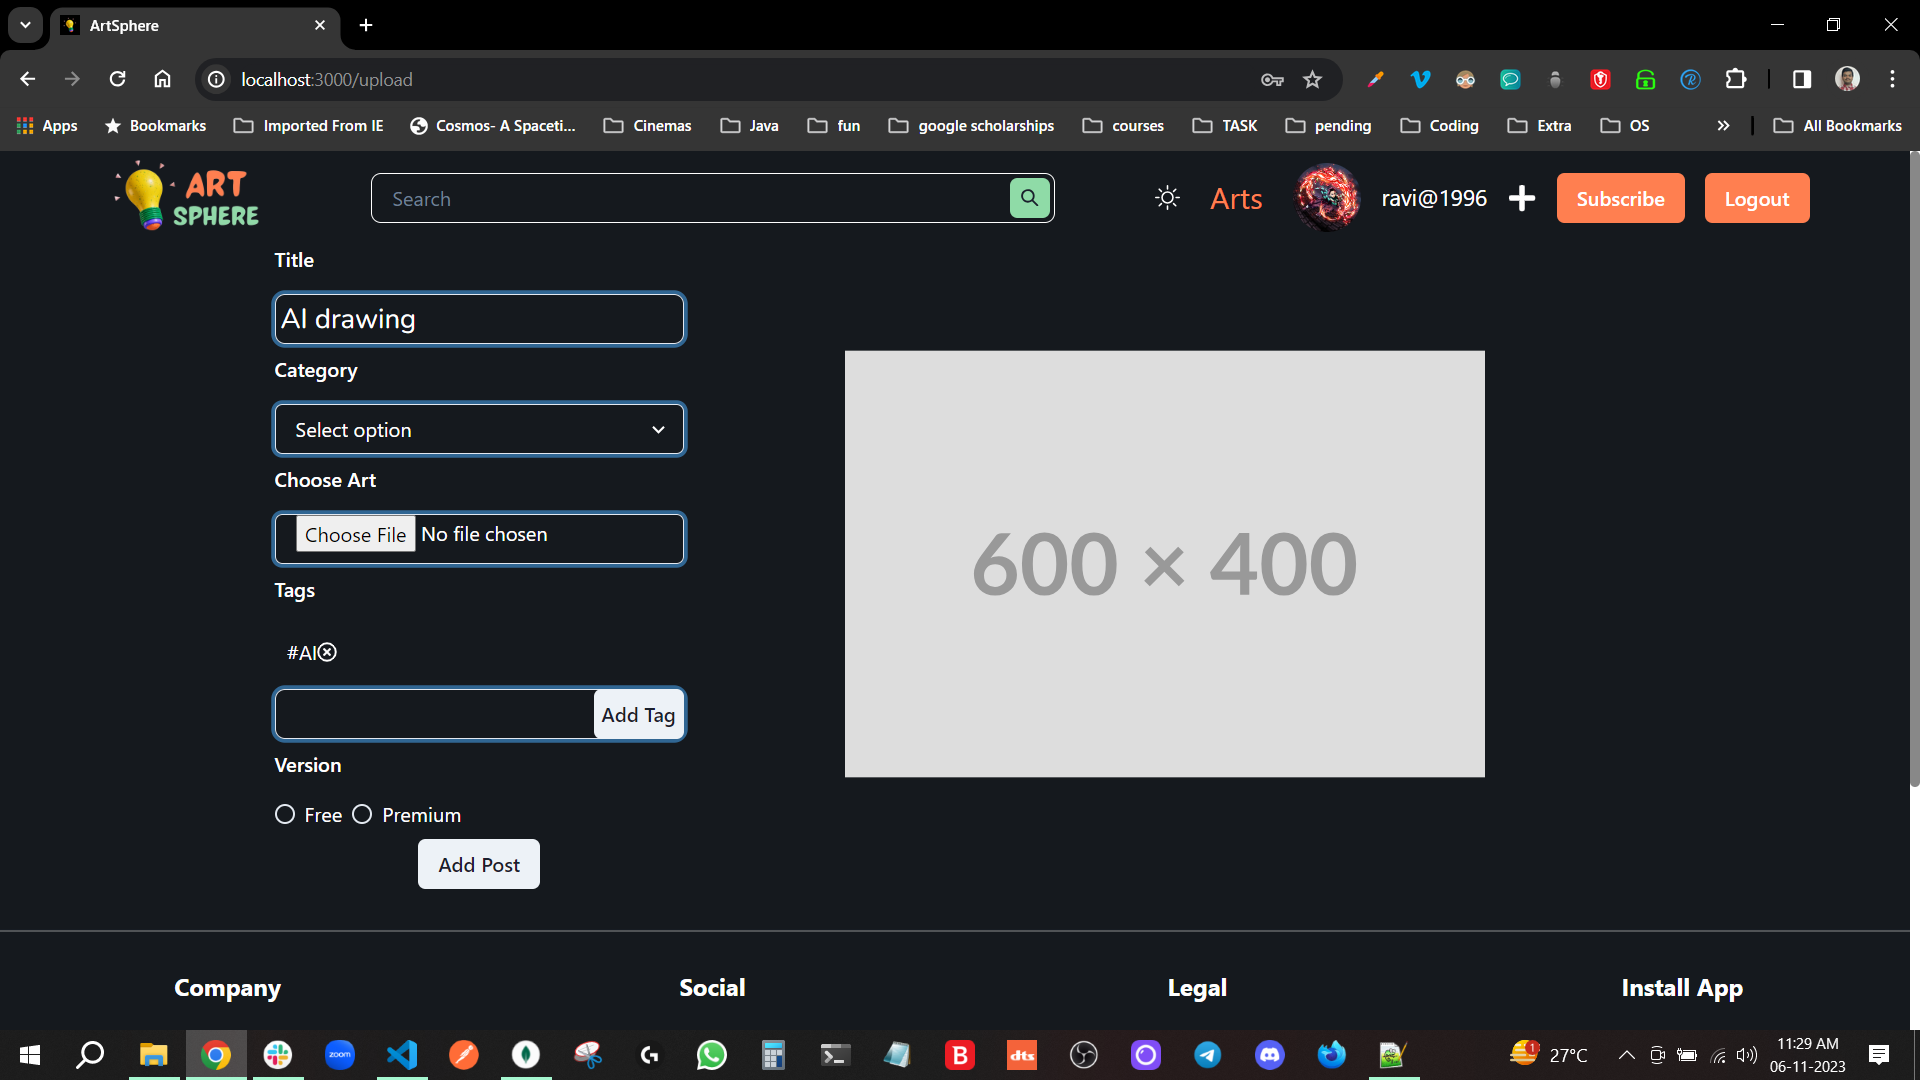 ArtSphere
localhost:3000/upload
Apps Bookmarks Imported From IE Cosmos- A Spaceti... Cinemas Java fun google scholarships courses TASK pending Coding Extra OS » All Bookmarks
ART
SPHERE
Search
Arts
ravi@1996
Subscribe
Logout
Title
AI drawing
Category
Select option
Choose Art
Choose File No file chosen
Tags
#AI
Add Tag
Version
Free Premium
Add Post
600 × 400
Company Social Legal Install App
zoom
B
dts
1
27°C
11:29 AM
06-11-2023